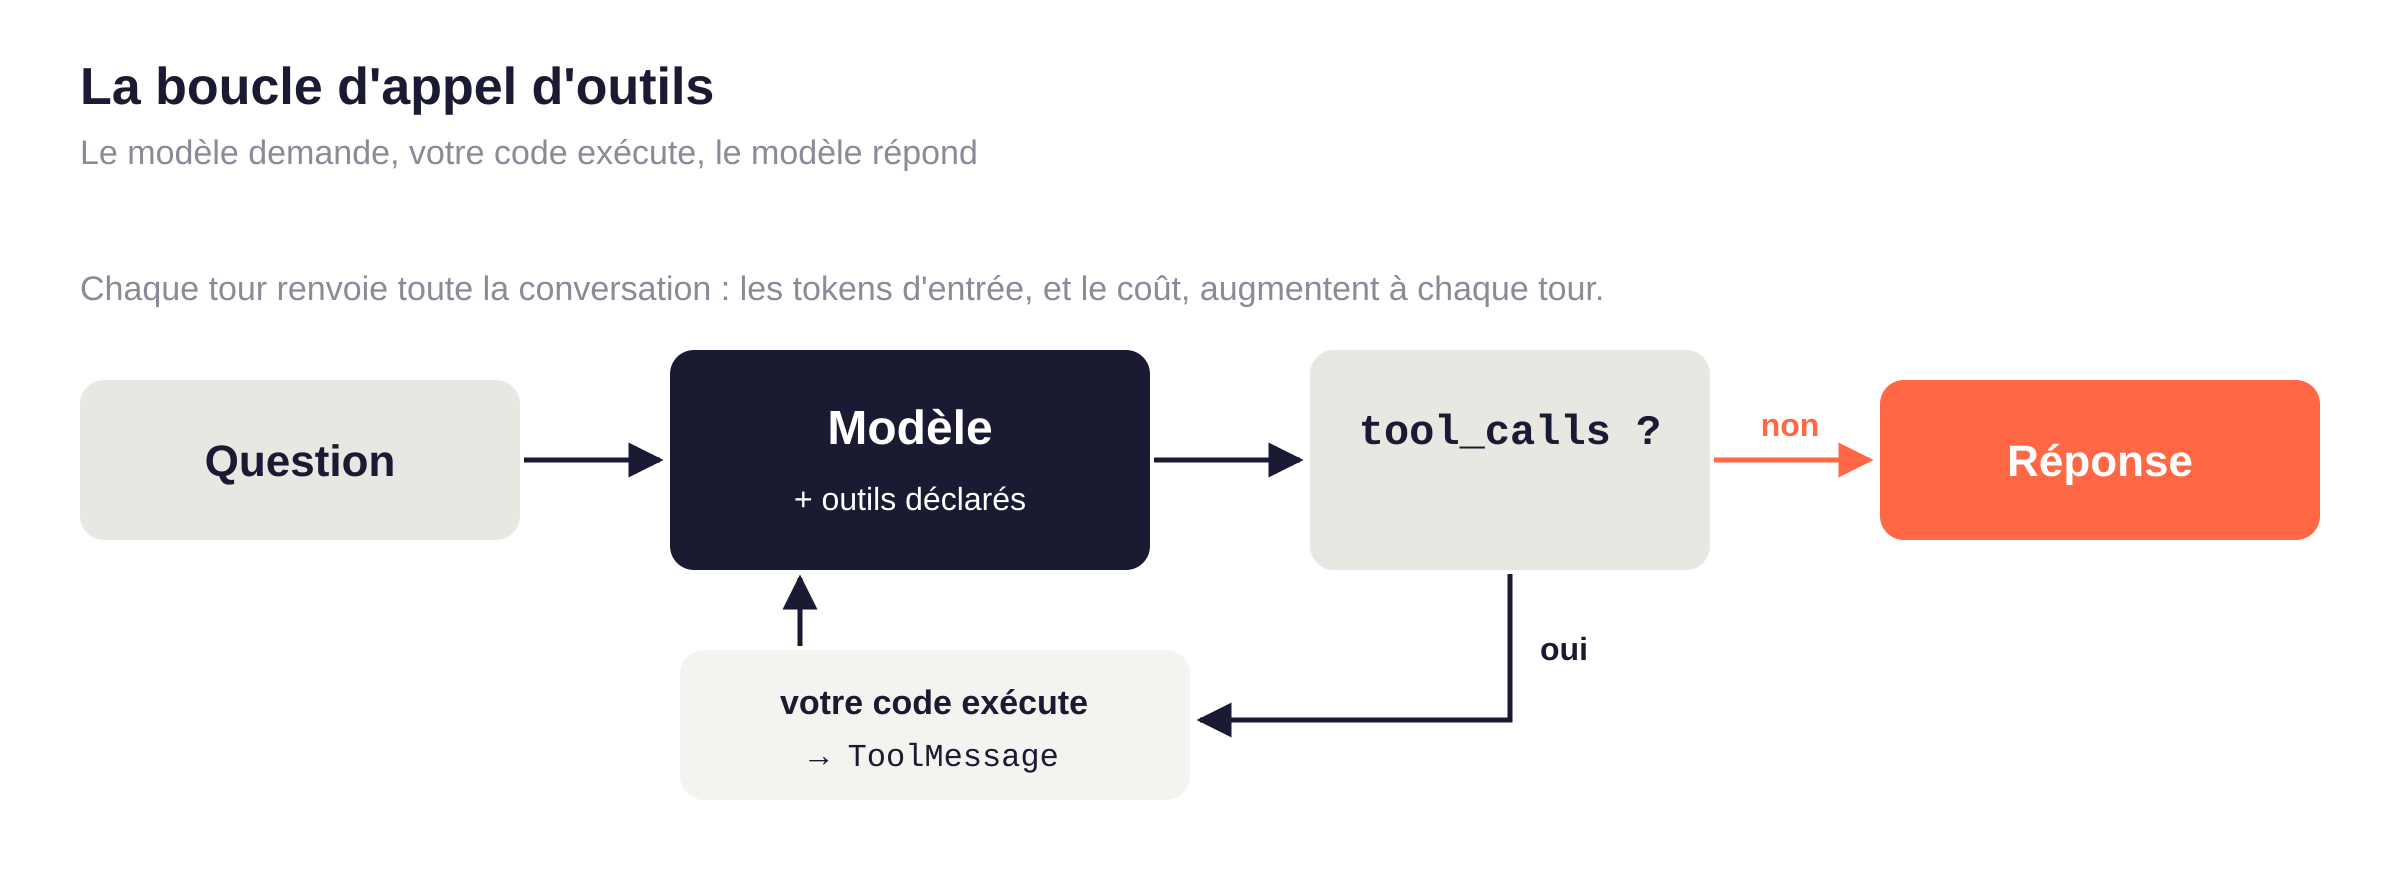 La boucle d'appel d'outils
Le modèle demande, votre code exécute, le modèle répond
Chaque tour renvoie toute la conversation : les tokens d'entrée, et le coût, augmentent à chaque tour.
Question
Modèle
+ outils déclarés
tool_calls ?
non
Réponse
oui
votre code exécute
→ ToolMessage